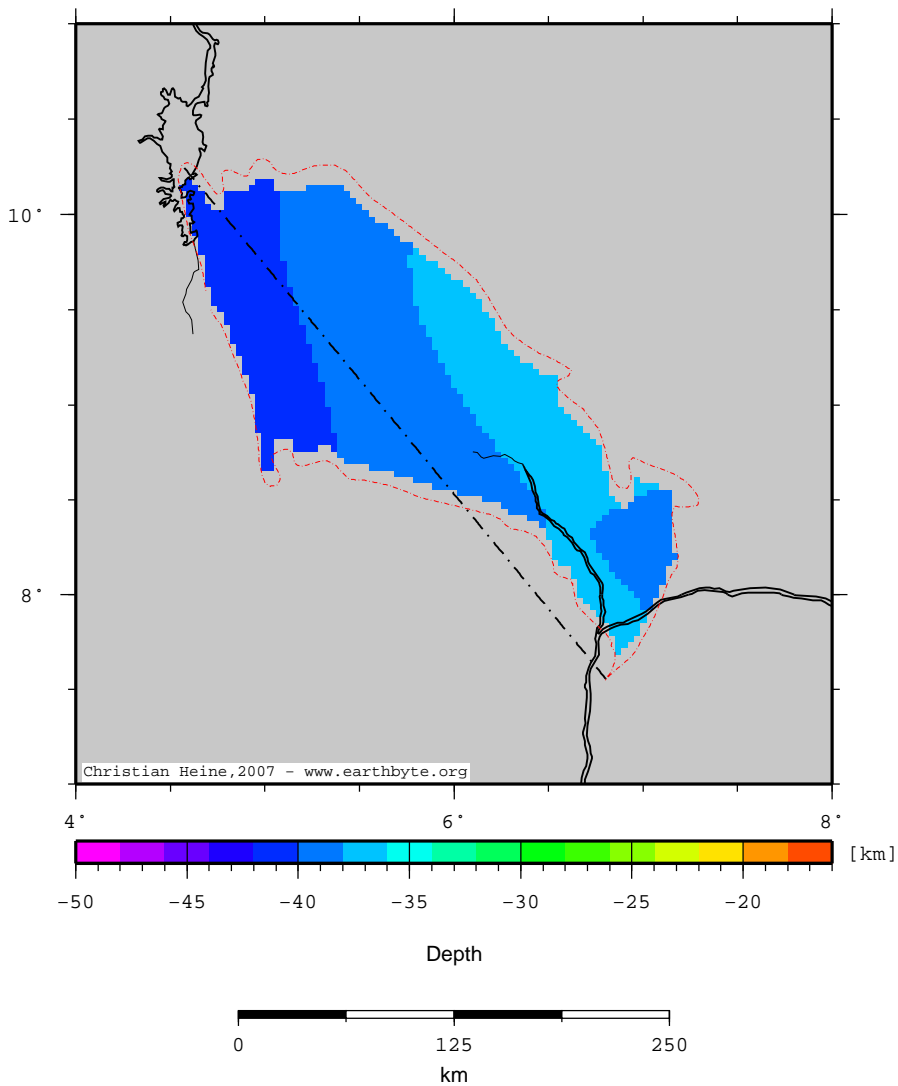 10°
8°
Christian Heine,2007 - www.earthbyte.org
4° 6° 8°
[km]
−50 −45 −40 −35 −30 −25 −20
Depth
0 125 250
km